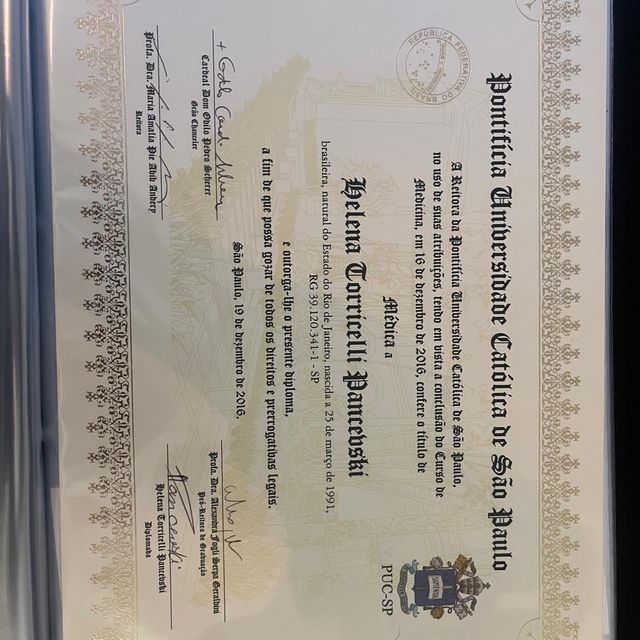 Pontifícia Universidade Católica de São Paulo
REPÚBLICA FEDERATIVA DO BRASIL
SAPIENTIA
PUC-SP
A Reitora da Pontifícia Universidade Católica de São Paulo,
no uso de suas atribuições, tendo em vista a conclusão do Curso de
Medicina, em 16 de dezembro de 2016, confere o título de
Médica a
Helena Torricelli Pancevski
brasileira, natural do Estado do Rio de Janeiro, nascida a 25 de março de 1991,
RG 39.120.341-1 - SP
e outorga-lhe o presente diploma,
a fim de que possa gozar de todos os direitos e prerrogativas legais.
São Paulo, 19 de dezembro de 2016.
Cardeal Dom Odilo Pedro Scherer
Grão Chanceler
Profa. Dra. Maria Amalia Pie Abib Andery
Reitora
Profa. Dra. Alexandra Fogli Serpa Geraldini
Pró-Reitora de Graduação
Helena Torricelli Pancevski
Diplomada